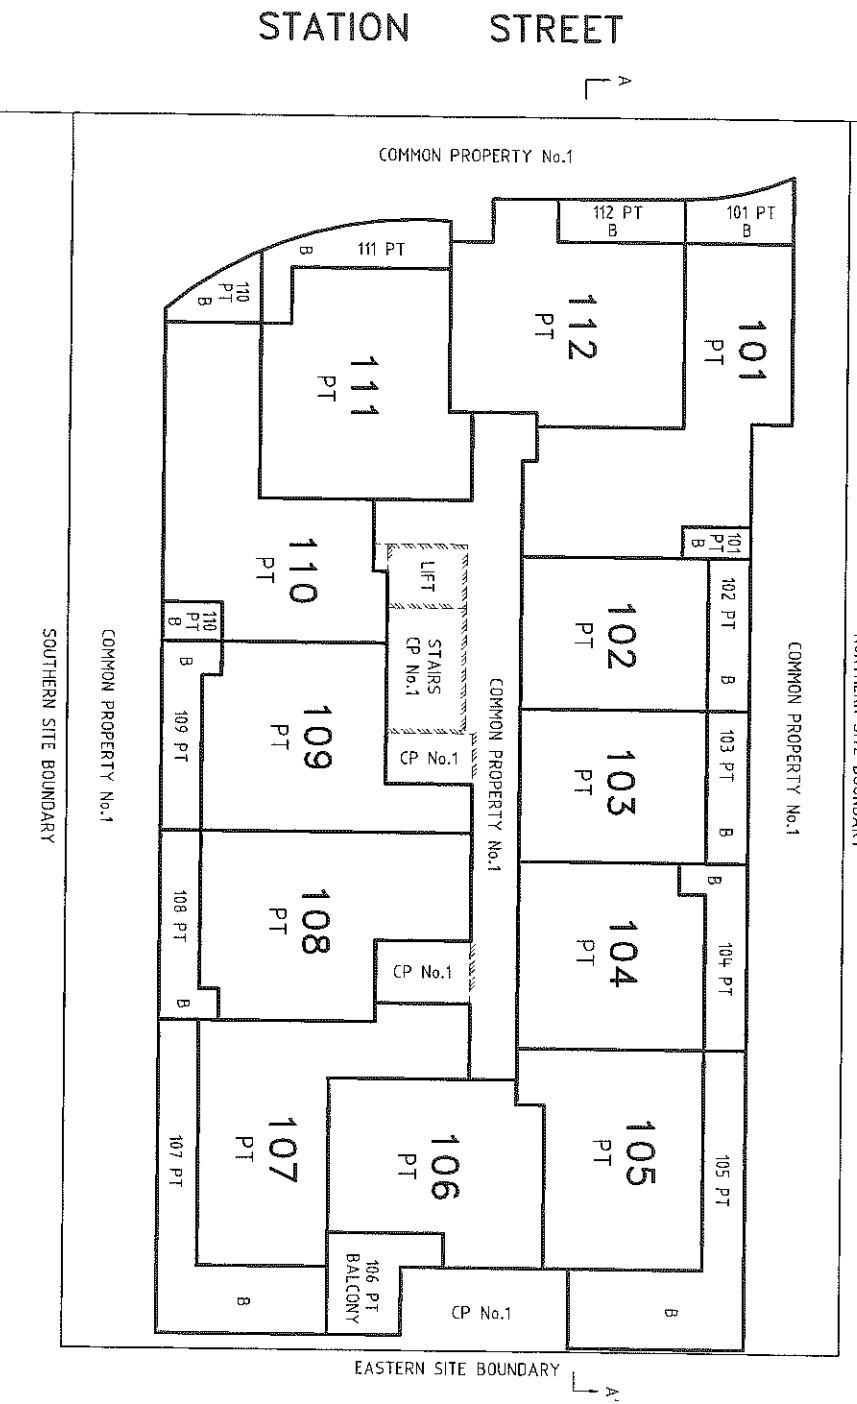 STATION STREET
A
COMMON PROPERTY No.1
112 PT
B
101 PT
B
B
111 PT
110
PT
B
112
PT
101
PT
111
PT
101
PT
B
110
PT
LIFT
102
PT
102 PT
B
110
PT
B
STAIRS
CP No.1
COMMON PROPERTY No.1
COMMON PROPERTY No.1
NORTHERN SITE BOUNDARY
SOUTHERN SITE BOUNDARY
COMMON PROPERTY No.1
B
109 PT
109
PT
CP No.1
103
PT
103 PT
B
108 PT
B
108
PT
CP No.1
104
PT
B
104 PT
107 PT
B
107
PT
106
PT
105
PT
105 PT
B
106 PT
BALCONY
CP No.1
EASTERN SITE BOUNDARY
A'